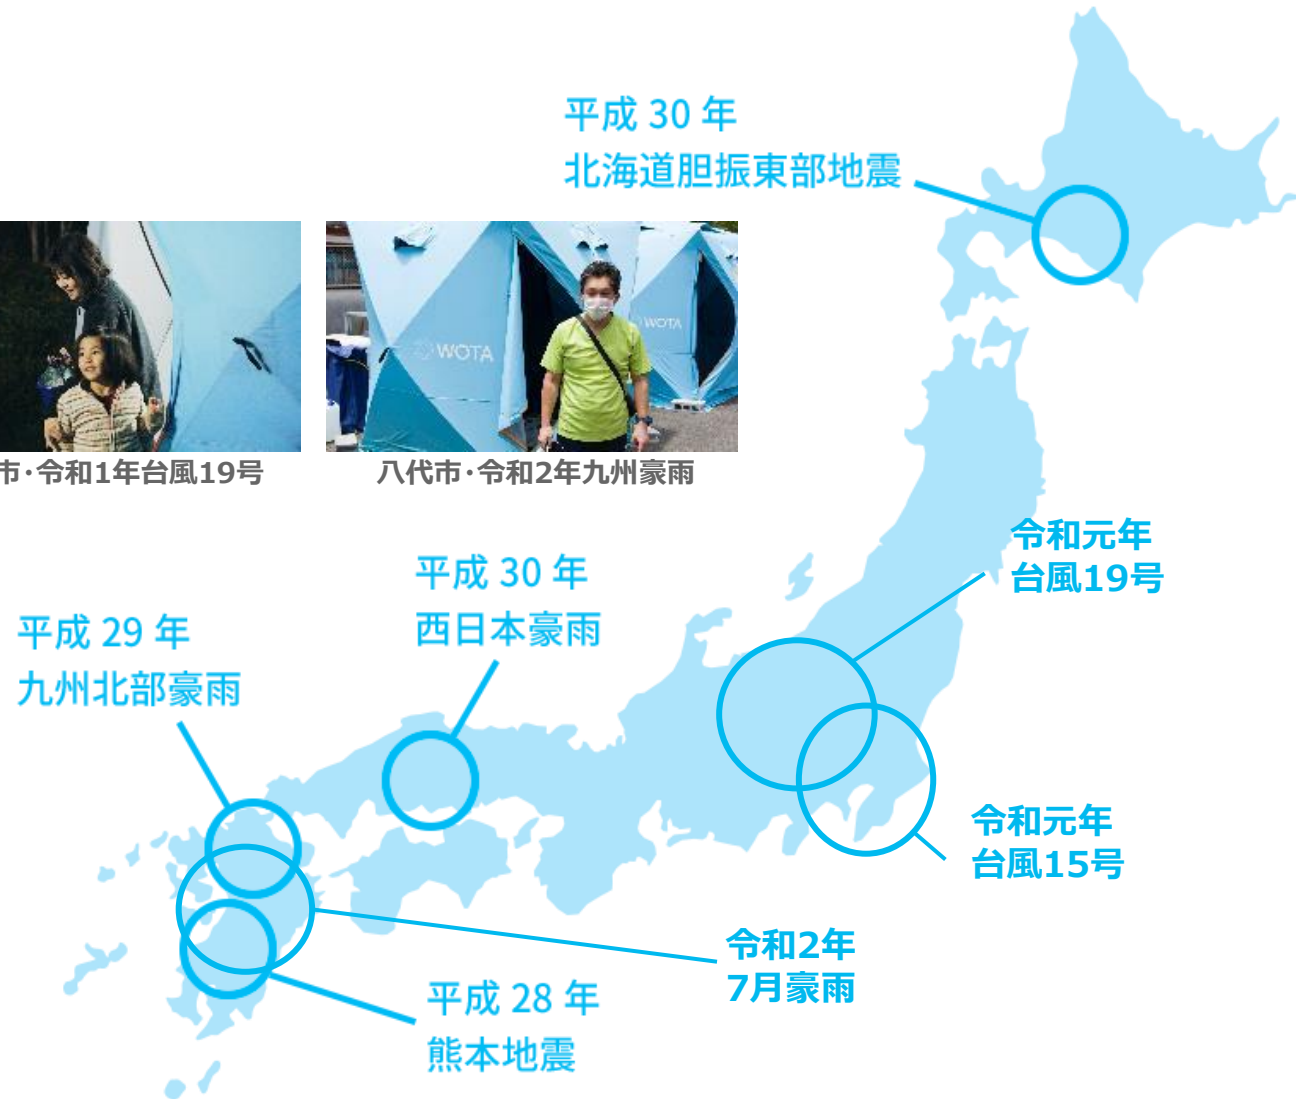 平成 30 年
北海道胆振東部地震
WOTA
WOTA
市・令和1年台風19号
八代市・令和2年九州豪雨
令和元年
台風19号
平成 30 年
西日本豪雨
平成 29 年
九州北部豪雨
令和元年
台風15号
令和2年
7月豪雨
平成 28 年
熊本地震